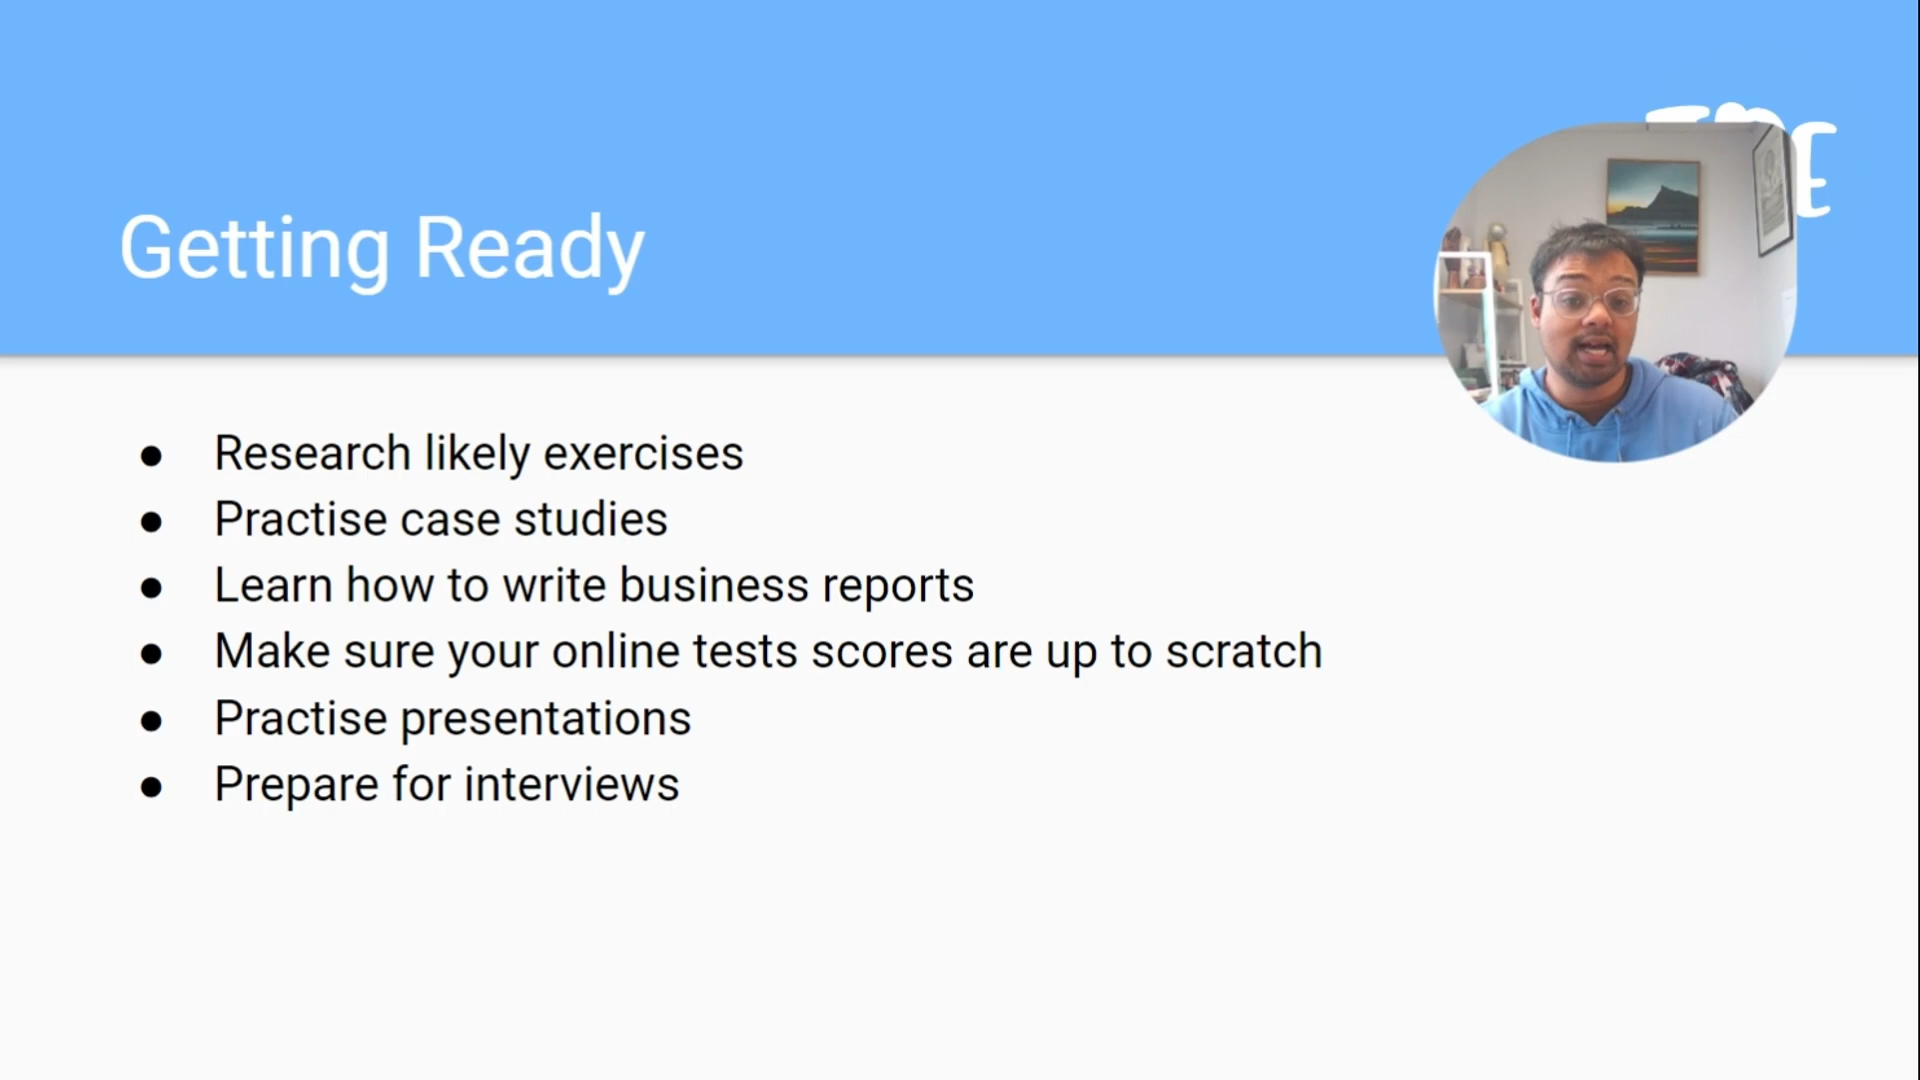 Getting Ready
Research likely exercises
Practise case studies
Learn how to write business reports
Make sure your online tests scores are up to scratch
Practise presentations
Prepare for interviews